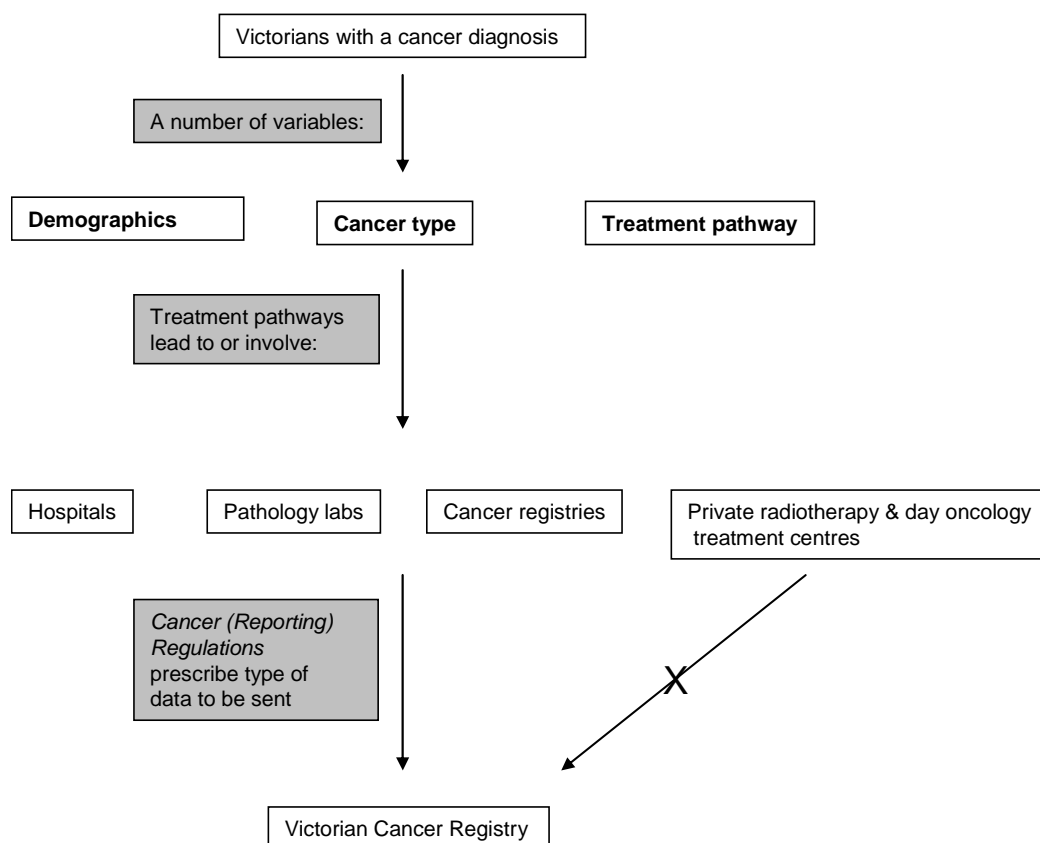 Victorians with a cancer diagnosis
A number of variables:
Demographics
Cancer type
Treatment pathway
Treatment pathways
lead to or involve:
Hospitals
Pathology labs
Cancer registries
Private radiotherapy & day oncology
treatment centres
Cancer (Reporting)
Regulations
prescribe type of
data to be sent
X
Victorian Cancer Registry